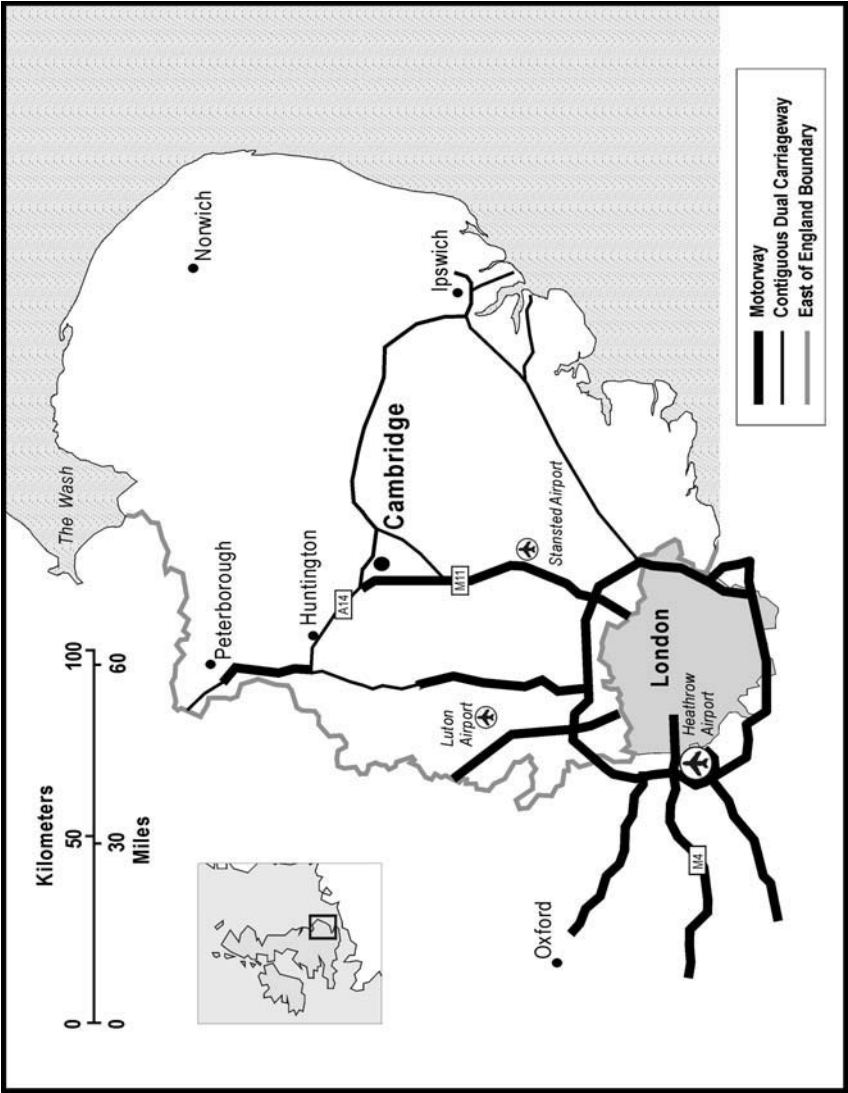 Kilometers
0 50 100
0 30 60
Miles
The Wash
Norwich
Peterborough
Huntington
A14
Cambridge
Ipswich
M11
Stansted Airport
Luton
Airport
Oxford
London
Heathrow
Airport
M4
Motorway
Contiguous Dual Carriageway
East of England Boundary